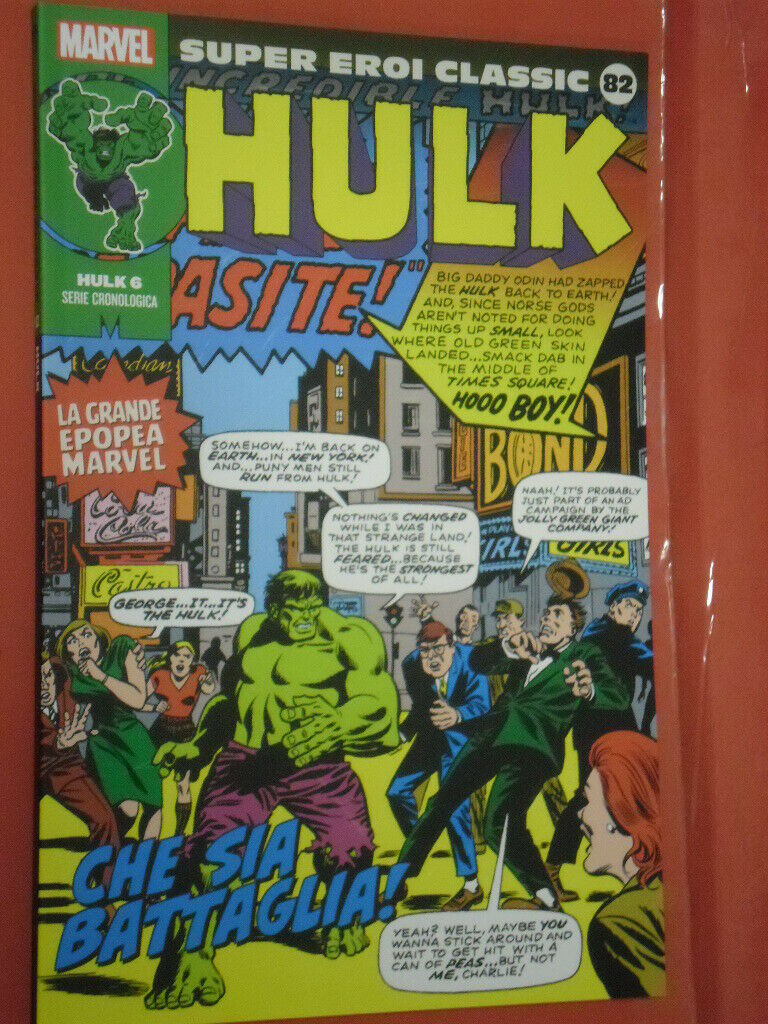 MARVEL
SUPER EROI CLASSIC 82
INCREDIBLE HULK
HULK
HULK 6
SERIE CRONOLOGICA
ASITE!"
BIG DADDY ODIN HAD ZAPPED
THE HULK BACK TO EARTH!
AND, SINCE NORSE GODS
AREN'T NOTED FOR DOING
THINGS UP SMALL, LOOK
WHERE OLD GREEN SKIN
LANDED...SMACK DAB IN
THE MIDDLE OF
TIMES SQUARE!
HOOO BOY!
LA GRANDE
EPOPEA
MARVEL
SOMEHOW...I'M BACK ON
EARTH...IN NEW YORK!
AND...PUNY MEN STILL
RUN FROM HULK!
BOND
NAAH! IT'S PROBABLY
JUST PART OF AN AD
CAMPAIGN BY THE
JOLLY GREEN GIANT
COMPANY!
NOTHING'S CHANGED
WHILE I WAS IN
THAT STRANGE LAND!
THE HULK IS STILL
FEARED...BECAUSE
HE'S THE STRONGEST
OF ALL!
GIRLS
Castro
GEORGE...IT...IT'S
THE HULK!
CHE SIA
BATTAGLIA!
YEAH? WELL, MAYBE YOU
WANNA STICK AROUND AND
WAIT TO GET HIT WITH A
CAN OF PEAS...BUT NOT
ME, CHARLIE!